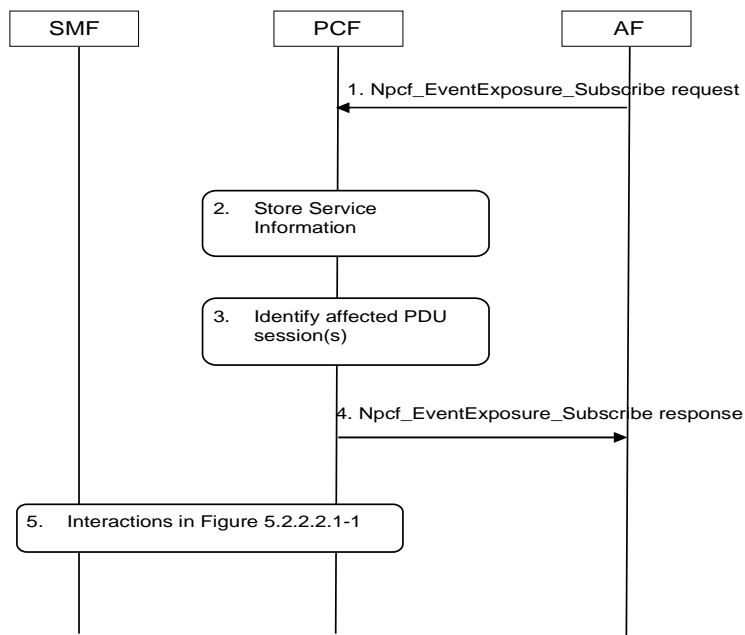 SMF
PCF
AF
1. Npcf_EventExposure_Subscribe request
2. Store Service
Information
3. Identify affected PDU
session(s)
4. Npcf_EventExposure_Subscribe response
5. Interactions in Figure 5.2.2.2.1-1